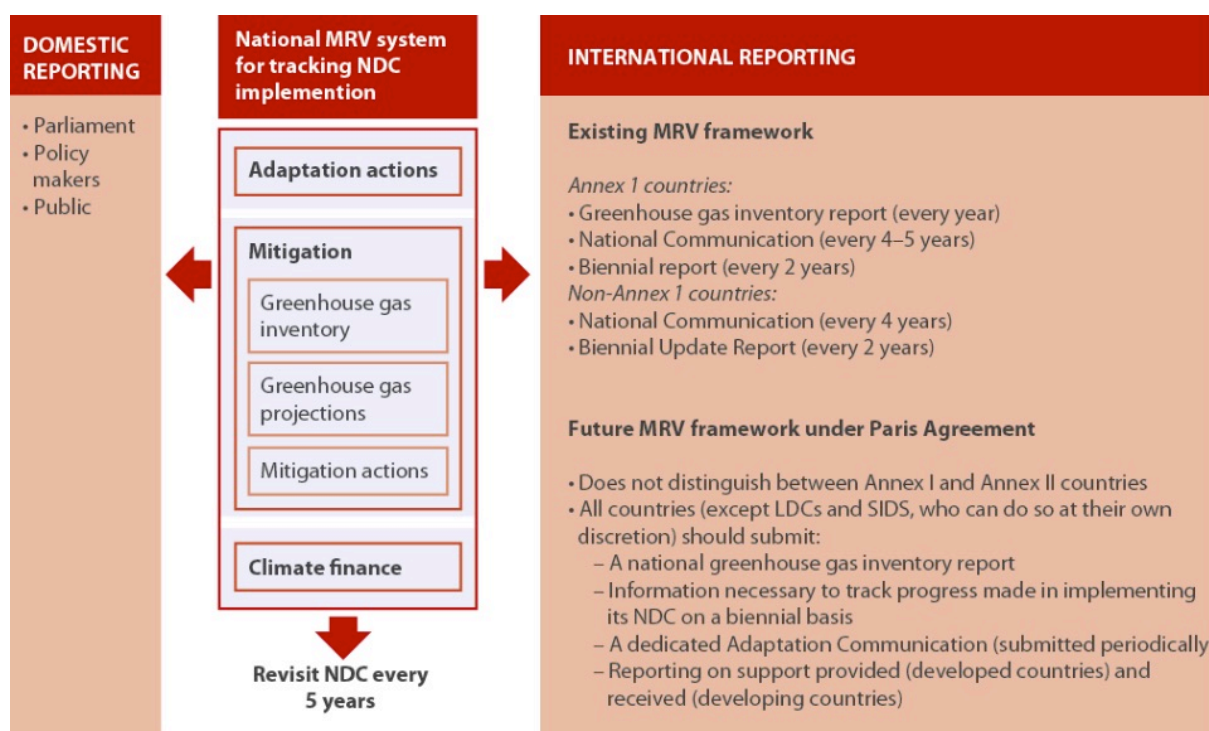 DOMESTIC
REPORTING
• Parliament
• Policy
makers
• Public
National MRV system
for tracking NDC
implemention
Adaptation actions
Mitigation
Greenhouse gas
inventory
Greenhouse gas
projections
Mitigation actions
Climate finance
Revisit NDC every
5 years
INTERNATIONAL REPORTING
Existing MRV framework
Annex 1 countries:
• Greenhouse gas inventory report (every year)
• National Communication (every 4–5 years)
• Biennial report (every 2 years)
Non-Annex 1 countries:
• National Communication (every 4 years)
• Biennial Update Report (every 2 years)
Future MRV framework under Paris Agreement
• Does not distinguish between Annex I and Annex II countries
• All countries (except LDCs and SIDS, who can do so at their own
discretion) should submit:
– A national greenhouse gas inventory report
– Information necessary to track progress made in implementing
its NDC on a biennial basis
– A dedicated Adaptation Communication (submitted periodically
– Reporting on support provided (developed countries) and
received (developing countries)